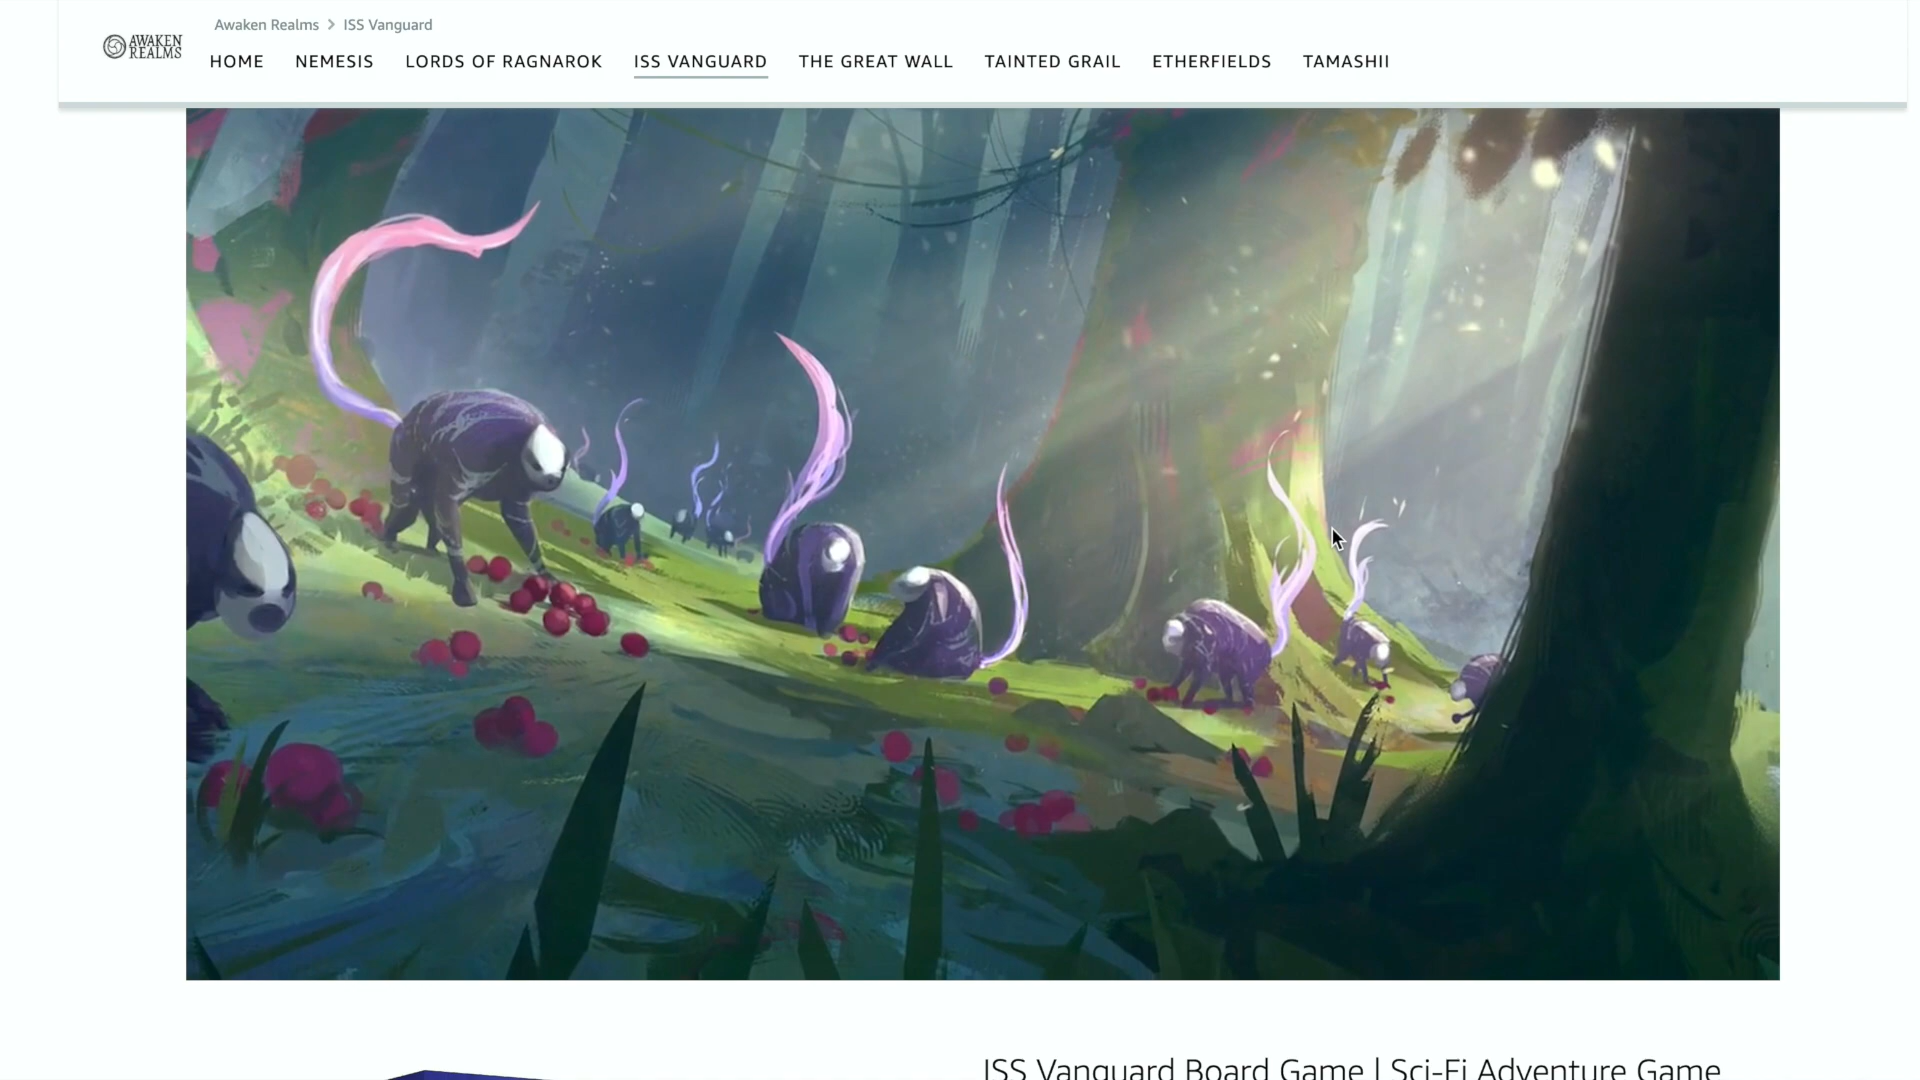 Awaken Realms > ISS Vanguard
AWAKEN
REALMS
HOME NEMESIS LORDS OF RAGNAROK ISS VANGUARD THE GREAT WALL TAINTED GRAIL ETHERFIELDS TAMASHII
ISS Vanguard Board Game | Sci-Fi Adventure Game